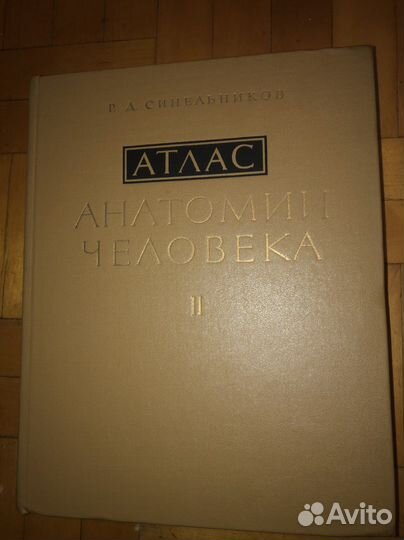 Р. Д. СИНЕЛЬНИКОВ
АТЛАС
АНАТОМИИ
ЧЕЛОВЕКА
II
Avito